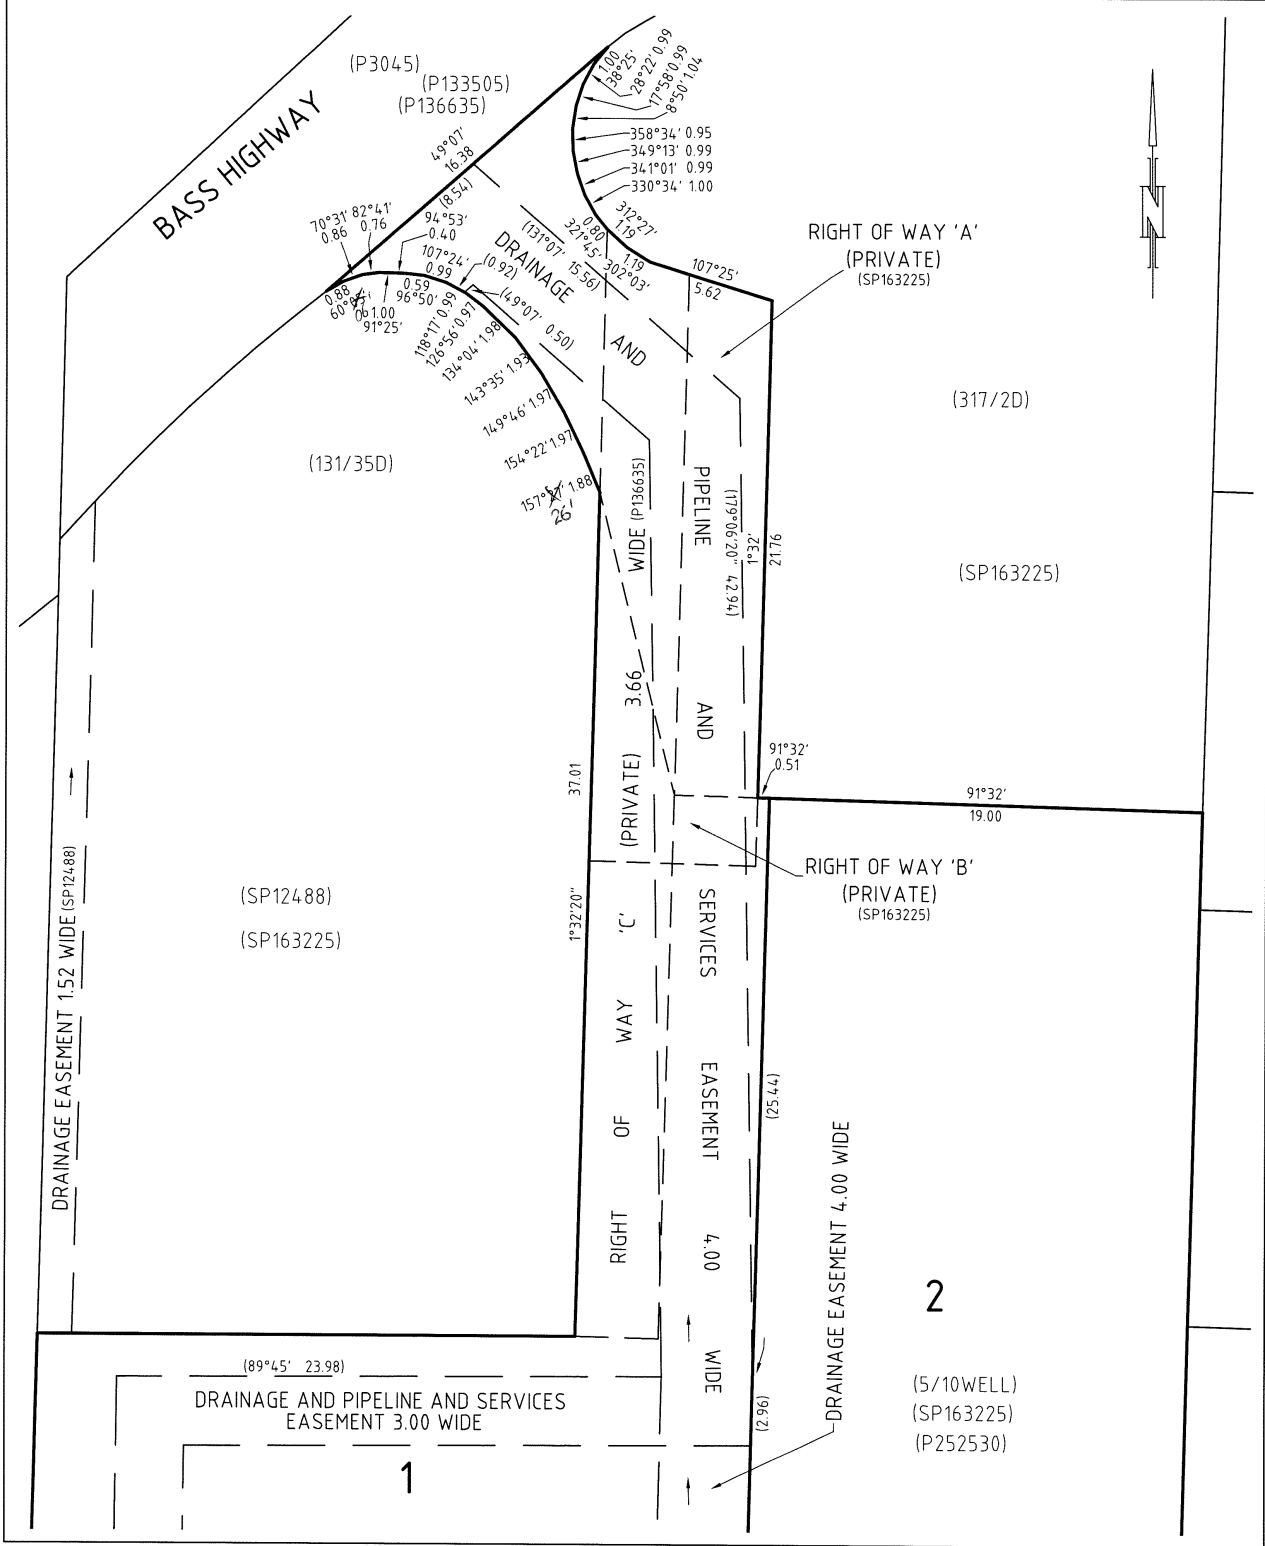 (P3045)
(P133505)
(P136635)
BASS HIGHWAY
49°07'
16.38
(8.54)
1.00
38°25'
28°22' 0.99
17°58' 0.99
8°50' 1.04
358°34' 0.95
349°13' 0.99
341°01' 0.99
330°34' 1.00
312°27'
1.19
0.80
321°45'
302°03'
1.19
107°25'
5.62
(131°07' 15.56)
70°31'
0.86
82°41'
0.76
94°53'
0.40
107°24'
0.99
(0.92)
0.88
1.00
91°25'
0.59
96°50'
(49°07' 0.50)
118°17' 0.99
126°56' 0.97
134°04' 1.98
143°35' 1.93
149°46' 1.97
154°22' 1.97
1.88
26'
RIGHT OF WAY 'A'
(PRIVATE)
(SP163225)
(317/2D)
(SP163225)
(131/35D)
DRAINAGE AND PIPELINE AND SERVICES EASEMENT 4.00 WIDE
RIGHT OF WAY 'C' (PRIVATE) 3.66 WIDE (P136635)
(179°06'20" 42.94)
1°32'
21.76
91°32'
0.51
91°32'
19.00
37.01
1°32'20"
RIGHT OF WAY 'B'
(PRIVATE)
(SP163225)
(SP12488)
(SP163225)
DRAINAGE EASEMENT 1.52 WIDE (SP12488)
(25.44)
(2.96)
DRAINAGE EASEMENT 4.00 WIDE
2
(5/10WELL)
(SP163225)
(P252530)
(89°45' 23.98)
DRAINAGE AND PIPELINE AND SERVICES
EASEMENT 3.00 WIDE
1
N